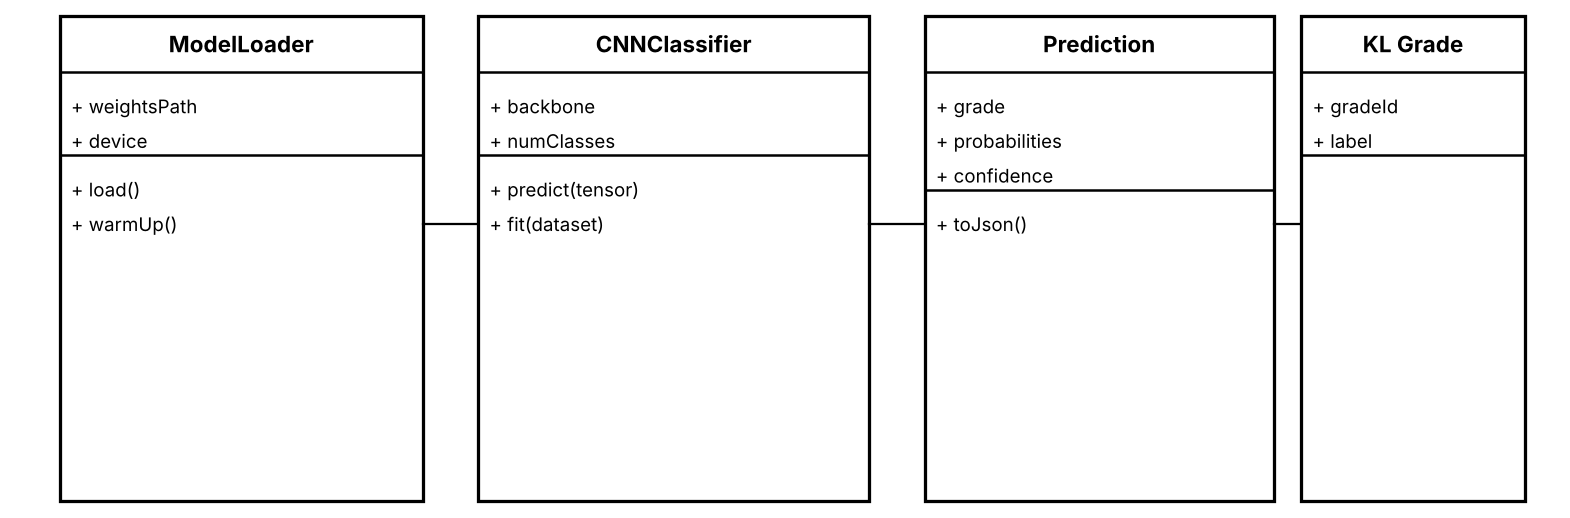 ModelLoader
+ weightsPath
+ device
+ load()
+ warmUp()
CNNClassifier
+ backbone
+ numClasses
+ predict(tensor)
+ fit(dataset)
Prediction
+ grade
+ probabilities
+ confidence
+ toJson()
KL Grade
+ gradeId
+ label